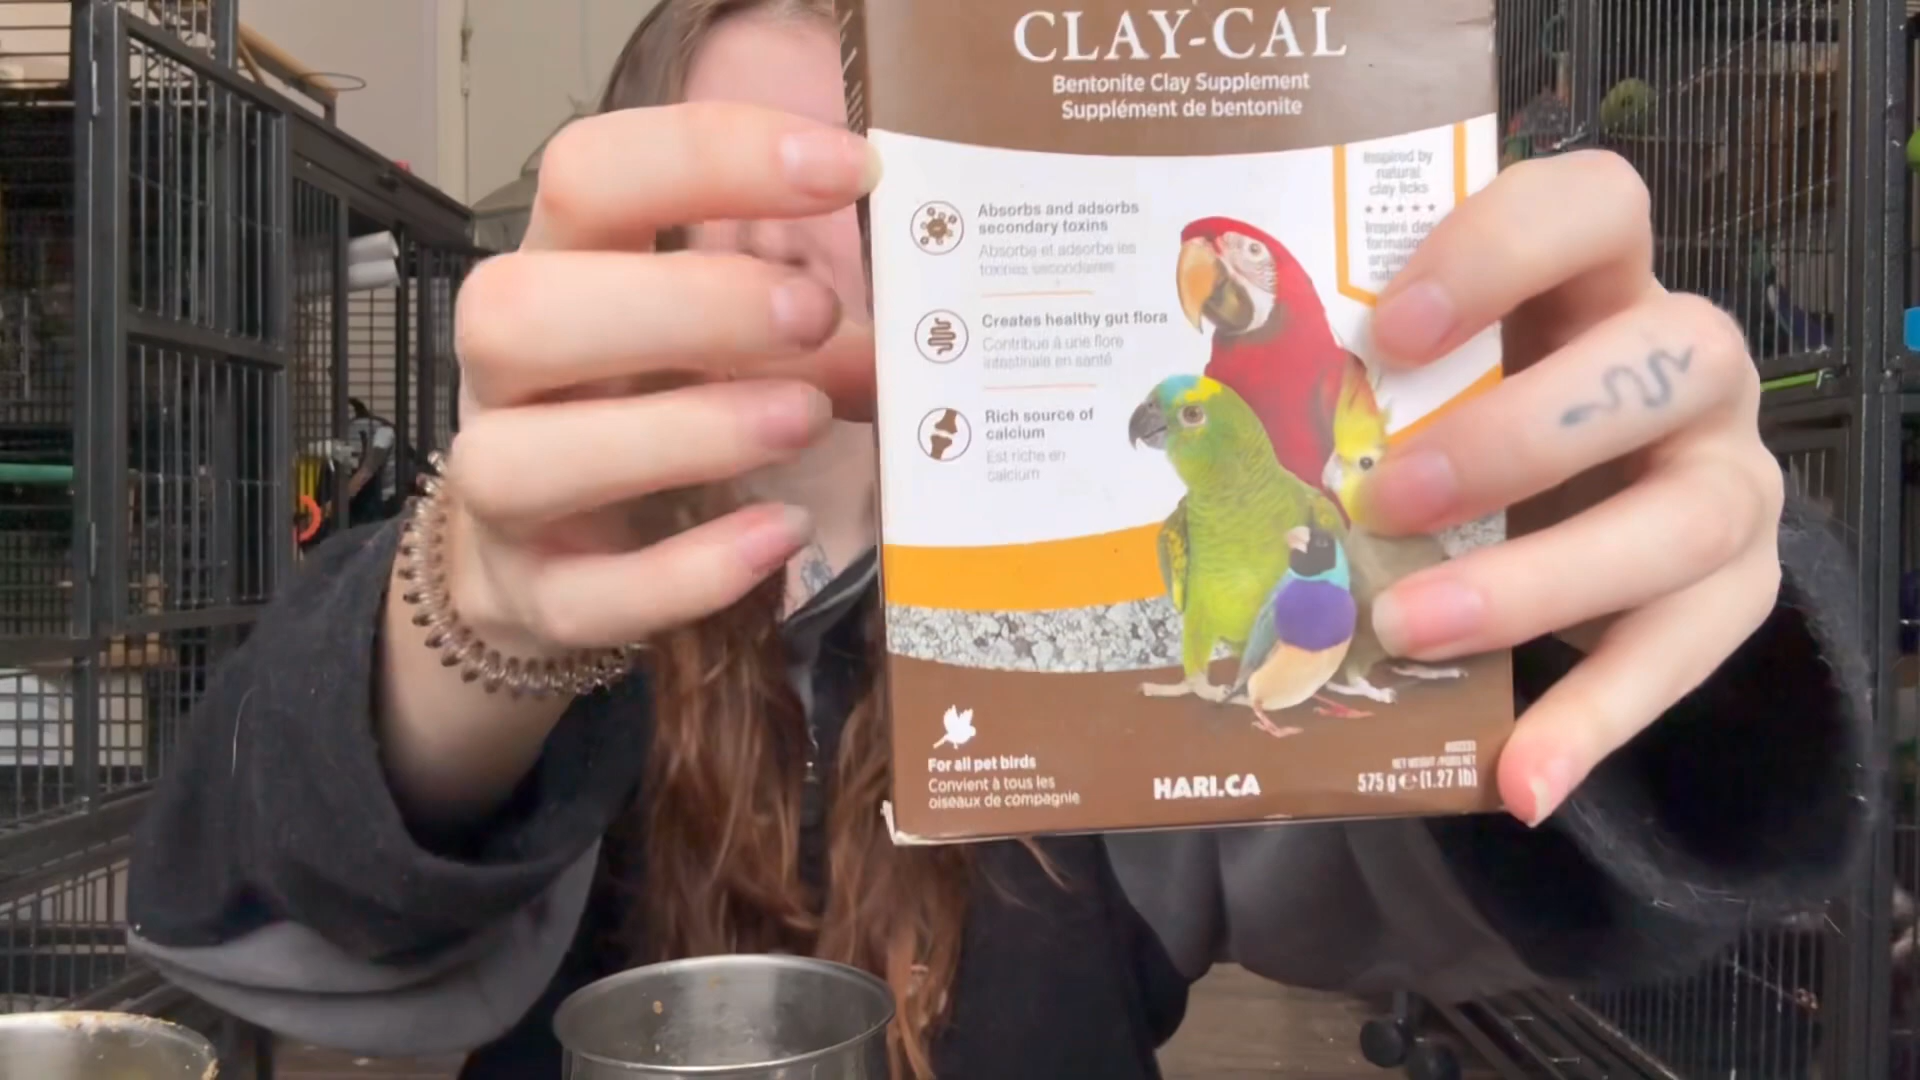 CLAY-CAL
Bentonite Clay Supplement
Supplément de bentonite
Inspired by
natural
clay licks
Inspiré des
Absorbs and adsorbs
secondary toxins
Absorbe et adsorbe les
toxines secondaires
Creates healthy gut flora
Contribue à une flore
intestinale en santé
Rich source of
calcium
Est riche en
calcium
For all pet birds
Convient à tous les
oiseaux de compagnie
HARI.CA
575 g e (1.27 lb)